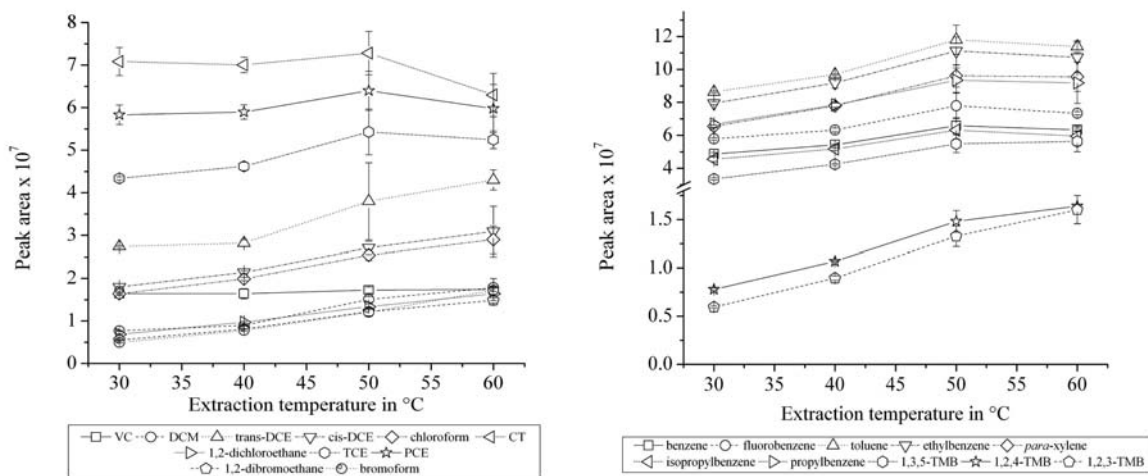 Peak area x 10⁷
8
7
6
5
4
3
2
1
0
30 35 40 45 50 55 60
Extraction temperature in °C
VC DCM trans-DCE cis-DCE chloroform CT
1,2-dichloroethane TCE PCE
1,2-dibromoethane bromoform
Peak area x 10⁷
12
10
8
6
4
1.5
1.0
0.5
0.0
30 35 40 45 50 55 60
Extraction temperature in °C
benzene fluorobenzene toluene ethylbenzene para-xylene
isopropylbenzene propylbenzene 1,3,5-TMB 1,2,4-TMB 1,2,3-TMB